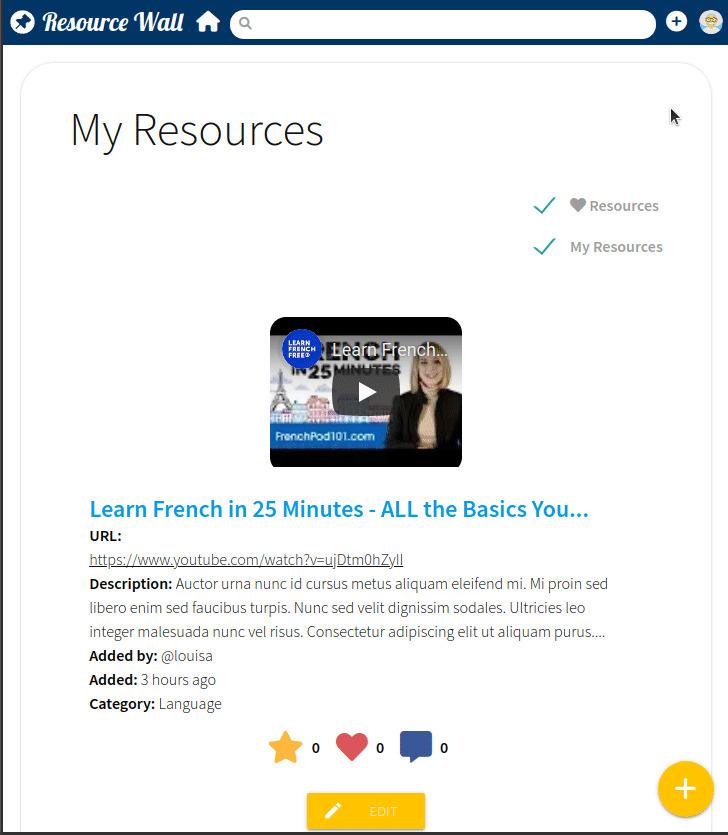 Resource Wall
My Resources
Resources
My Resources
LEARN
FRENCH
FREE
Learn French...
FRENCH
IN 25 MINUTES
FrenchPod101.com
Learn French in 25 Minutes - ALL the Basics You...
URL:
https://www.youtube.com/watch?v=ujDtm0hZyII
Description: Auctor urna nunc id cursus metus aliquam eleifend mi. Mi proin sed
libero enim sed faucibus turpis. Nunc sed velit dignissim sodales. Ultricies leo
integer malesuada nunc vel risus. Consectetur adipiscing elit ut aliquam purus....
Added by: @louisa
Added: 3 hours ago
Category: Language
0 0 0
EDIT